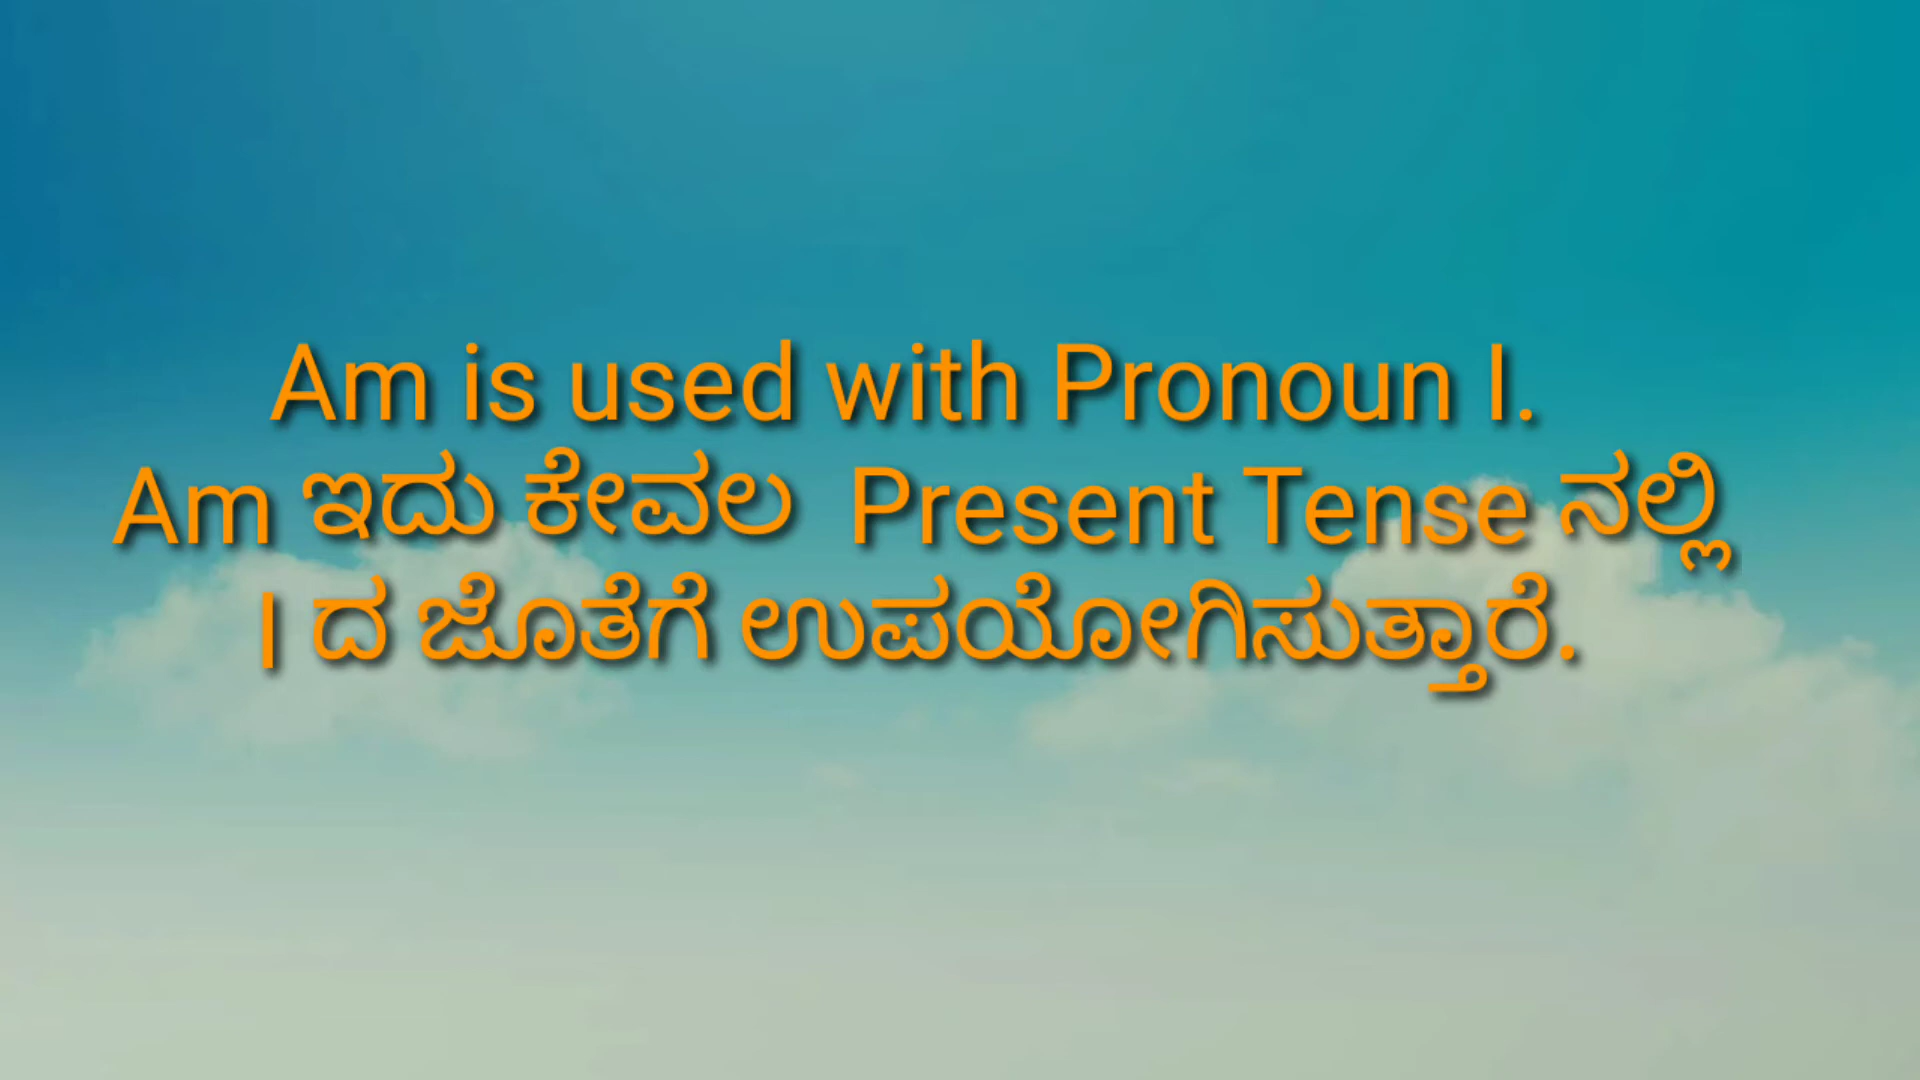 Am is used with Pronoun I.
Am ಇದು ಕೇವಲ Present Tense ನಲ್ಲಿ
I ದ ಜೊತೆಗೆ ಉಪಯೋಗಿಸುತ್ತಾರೆ.